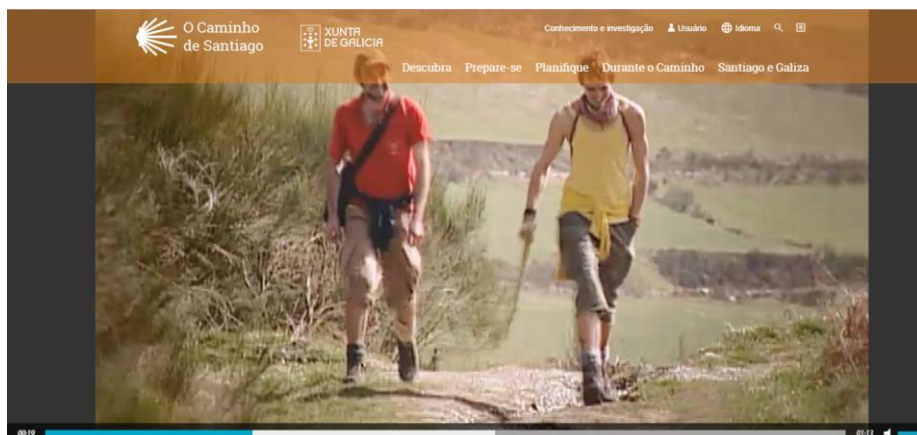 O Caminho
de Santiago
XUNTA
DE GALICIA
Conhecimento e investigação Usuário Idioma
Descubra Prepare-se Planifique Durante o Caminho Santiago e Galiza
00:19 01:13